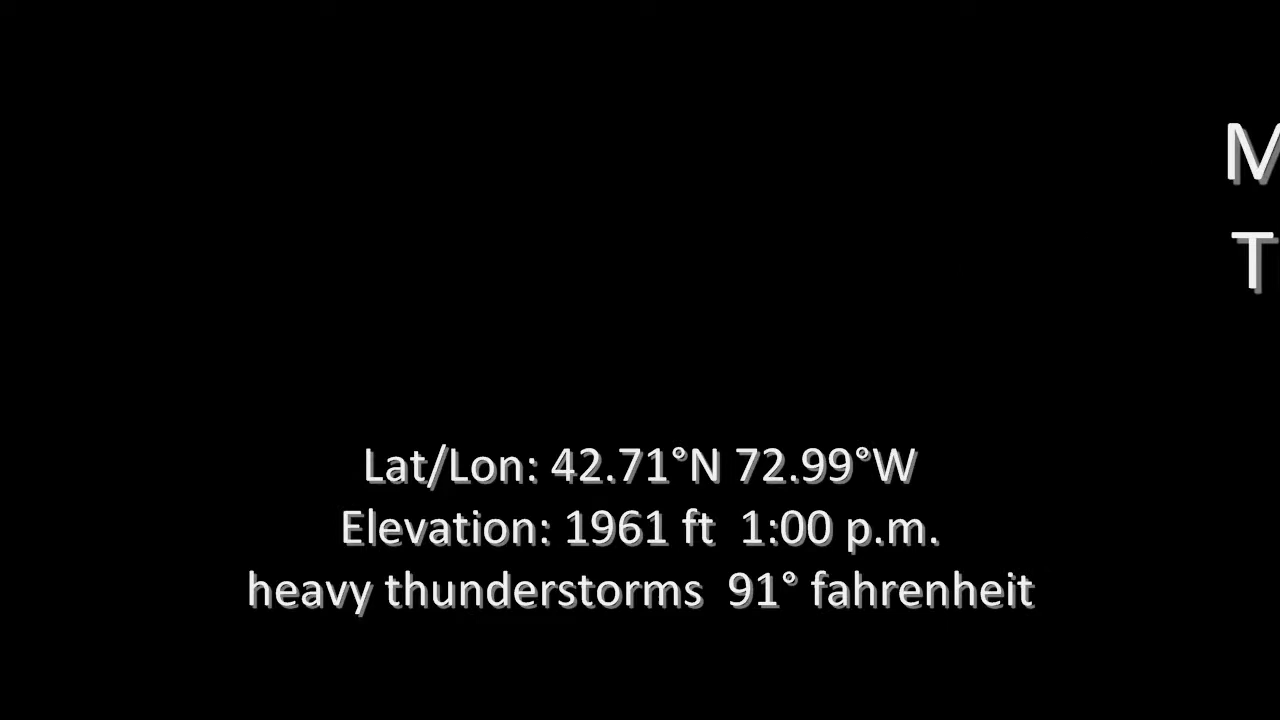 M
T
Lat/Lon: 42.71°N 72.99°W
Elevation: 1961 ft  1:00 p.m.
heavy thunderstorms  91° fahrenheit